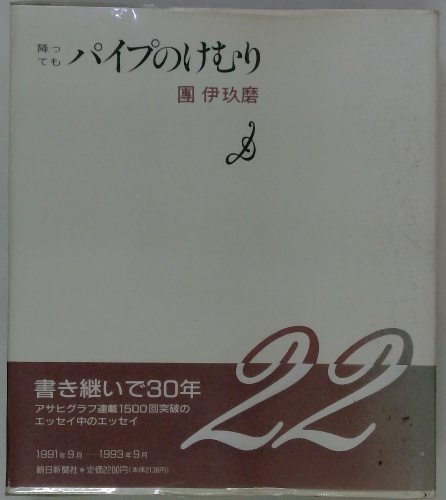 降っても パイプのけむり
團 伊玖磨
22
書き継いで30年
アサヒグラフ連載1500回突破の
エッセイ中のエッセイ
1991年9月──1993年9月
朝日新聞社＊定価2200円(本体2136円)